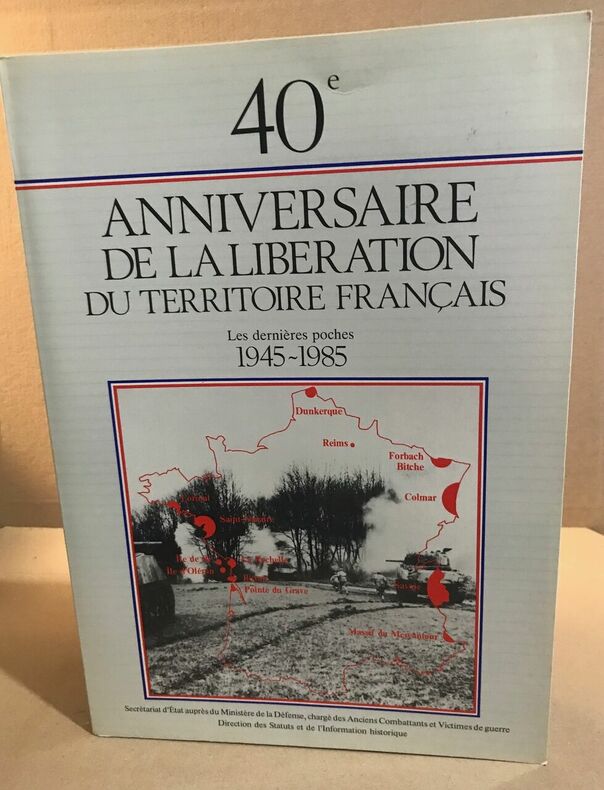 40e
ANNIVERSAIRE
DE LA LIBERATION
DU TERRITOIRE FRANÇAIS
Les dernières poches
1945~1985
Dunkerque
Reims
Forbach
Bitche
Colmar
Lorient
Saint-Nazaire
Ile de Ré
La Rochelle
Ile d'Oléron
Royan
Pointe du Grave
Savoie
Massif du Mercantour
Secrétariat d'État auprès du Ministère de la Défense, chargé des Anciens Combattants et Victimes de guerre
Direction des Statuts et de l'Information historique